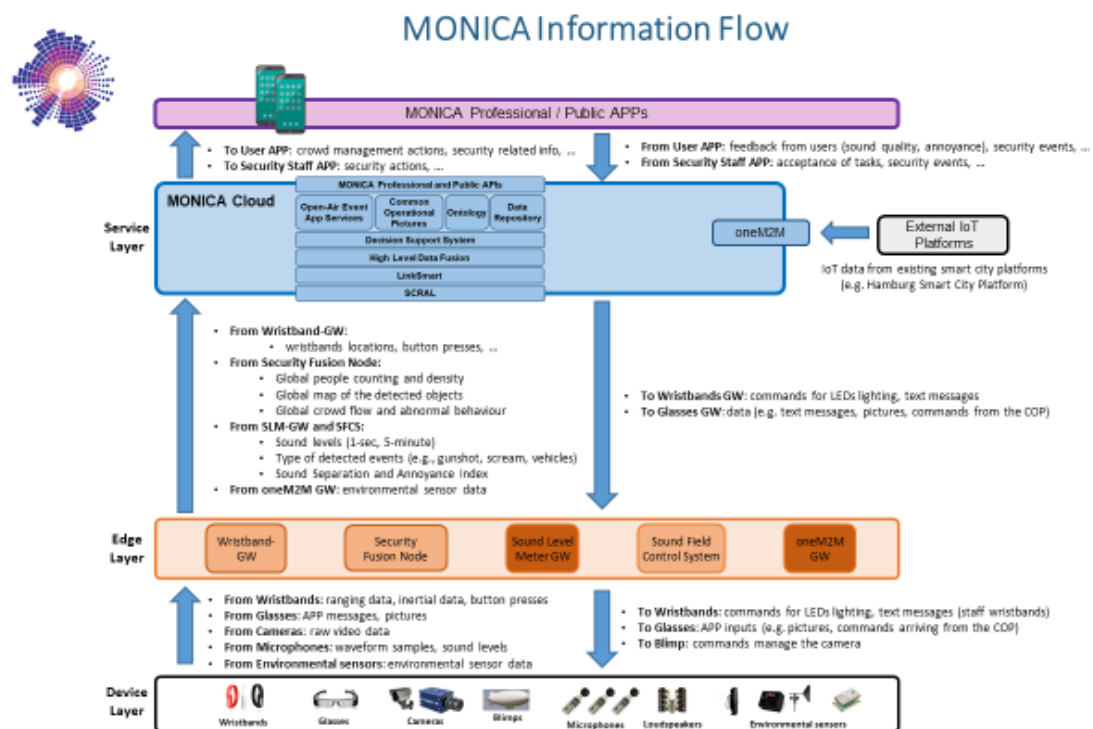 MONICA Information Flow
MONICA Professional / Public APPs
• To User APP: crowd management actions, security related info, ...
• To Security Staff APP: security actions, ...
• From User APP: feedback from users (sound quality, annoyance), security events, ...
• From Security Staff APP: acceptance of tasks, security events, ...
Service
Layer
MONICA Cloud
MONICA Professional and Public APIs
Open-Air Event
App Services
Common
Operational
Pictures
Ontology
Data
Repository
Decision Support System
High Level Data Fusion
LinkSmart
SCRAL
oneM2M
External IoT
Platforms
IoT data from existing smart city platforms
(e.g. Hamburg Smart City Platform)
• From Wristband-GW:
• wristbands locations, button presses, ...
• From Security Fusion Node:
• Global people counting and density
• Global map of the detected objects
• Global crowd flow and abnormal behaviour
• From SLM-GW and SFCS:
• Sound levels (1-sec, 5-minute)
• Type of detected events (e.g., gunshot, scream, vehicles)
• Sound Separation and Annoyance Index
• From oneM2M GW: environmental sensor data
• To Wristbands GW: commands for LEDs lighting, text messages
• To Glasses GW: data (e.g. text messages, pictures, commands from the COP)
Edge
Layer
Wristband-
GW
Security
Fusion Node
Sound Level
Meter GW
Sound Field
Control System
oneM2M
GW
• From Wristbands: ranging data, inertial data, button presses
• From Glasses: APP messages, pictures
• From Cameras: raw video data
• From Microphones: waveform samples, sound levels
• From Environmental sensors: environmental sensor data
• To Wristbands: commands for LEDs lighting, text messages (staff wristbands)
• To Glasses: APP inputs (e.g. pictures, commands arriving from the COP)
• To Blimp: commands manage the camera
Device
Layer
Wristbands
Glasses
Cameras
Blimps
Microphones
Loudspeakers
Environmental sensors